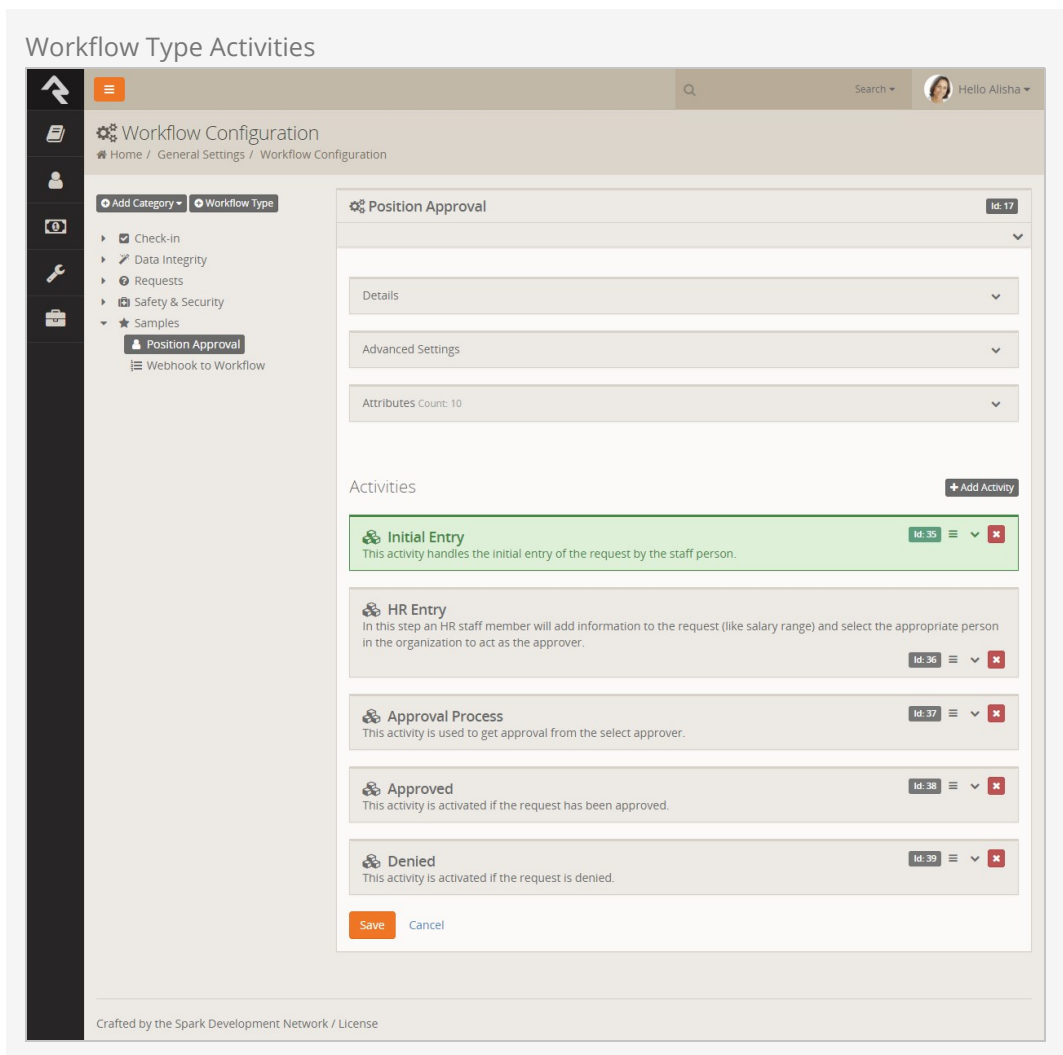 Workflow Type Activities
Search
Hello Alisha
Workflow Configuration
Home / General Settings / Workflow Configuration
Add Category
Workflow Type
Check-in
Data Integrity
Requests
Safety & Security
Samples
Position Approval
Webhook to Workflow
Position Approval
Id: 17
Details
Advanced Settings
Attributes Count: 10
Activities
Add Activity
Initial Entry
Id: 35
This activity handles the initial entry of the request by the staff person.
HR Entry
In this step an HR staff member will add information to the request (like salary range) and select the appropriate person
in the organization to act as the approver.
Id: 36
Approval Process
Id: 37
This activity is used to get approval from the select approver.
Approved
Id: 38
This activity is activated if the request has been approved.
Denied
Id: 39
This activity is activated if the request is denied.
Save
Cancel
Crafted by the Spark Development Network / License